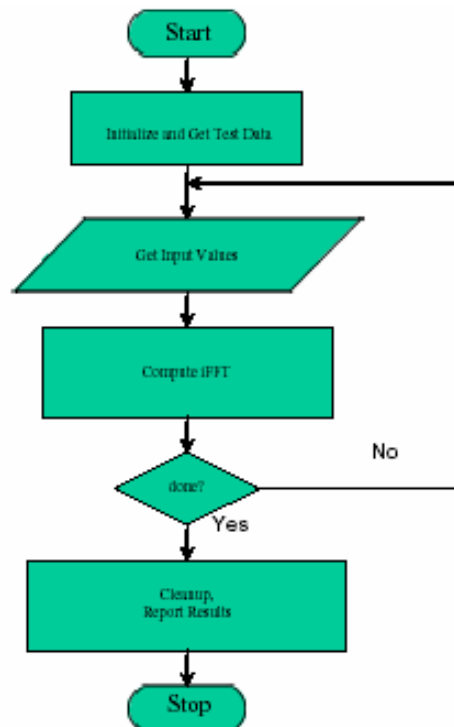 Start
Initialize and Get Test Data
Get Input Values
Compute iFFT
No
done?
Yes
Cleanup,
Report Results
Stop